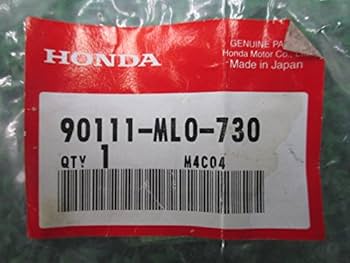 HONDA
GENUINE PA
Honda Motor Co.,
Made in Japan
90111-ML0-730
QTY 1 M4C04